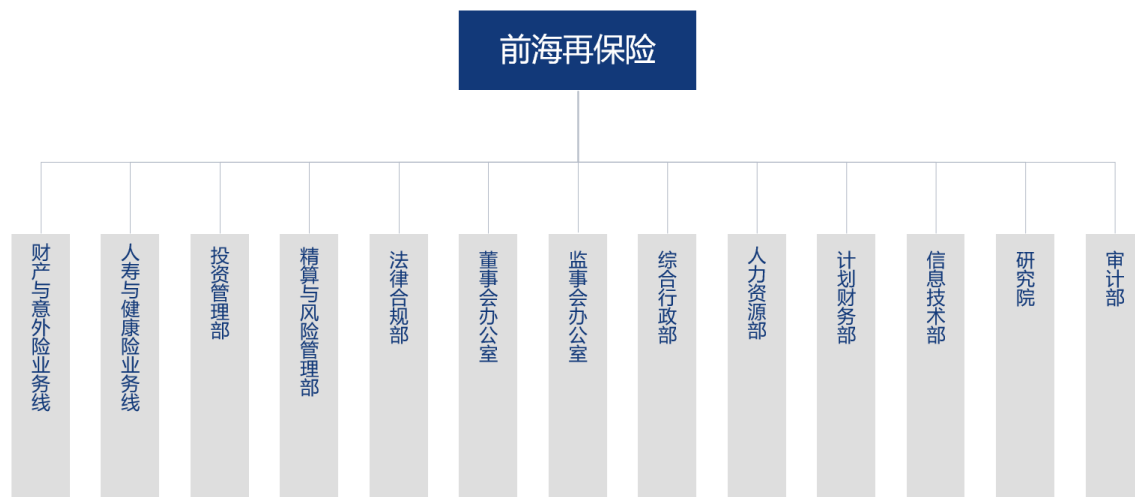 前海再保险
财产与意外险业务线
人寿与健康险业务线
投资管理部
精算与风险管理部
法律合规部
董事会办公室
监事会办公室
综合行政部
人力资源部
计划财务部
信息技术部
研究院
审计部